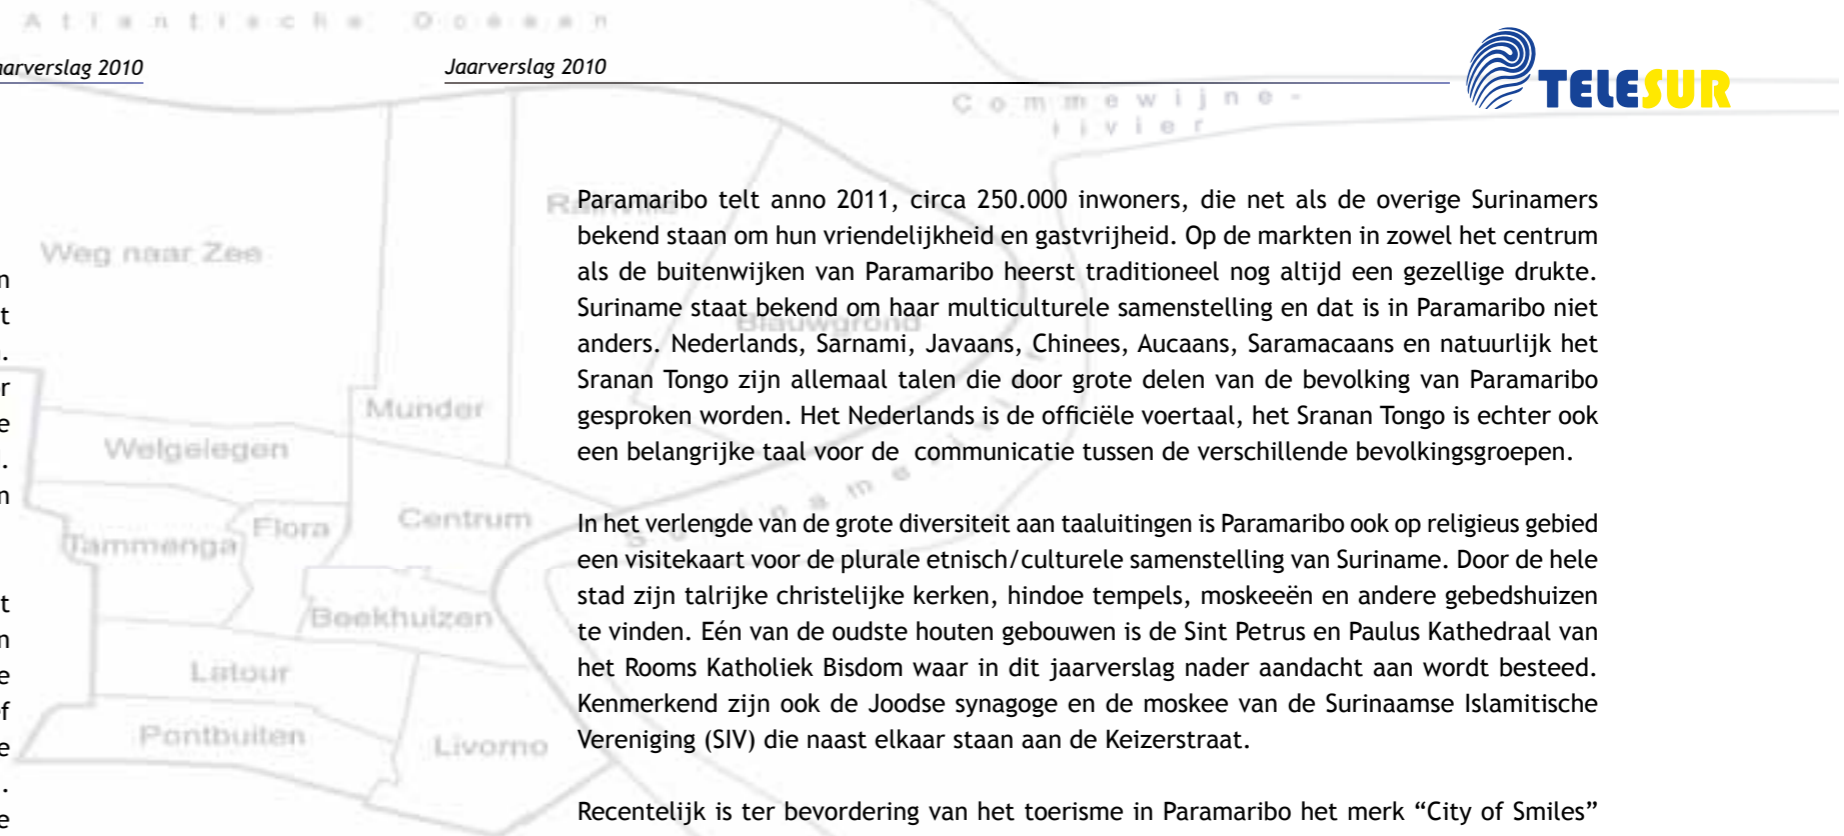 Atlantische Oceaan
aarverslag 2010
Jaarverslag 2010
TELESUR
Commewijne-
rivier
Weg naar Zee
Rainville
Blauwgrond
Munder
Welgelegen
Centrum
Flora
Tammenga
Beekhuizen
Latour
Pontbuiten
Livorno
n
t
.
r
e
.
n
t
n
e
f
e
.
e
Paramaribo telt anno 2011, circa 250.000 inwoners, die net als de overige Surinamers
bekend staan om hun vriendelijkheid en gastvrijheid. Op de markten in zowel het centrum
als de buitenwijken van Paramaribo heerst traditioneel nog altijd een gezellige drukte.
Suriname staat bekend om haar multiculturele samenstelling en dat is in Paramaribo niet
anders. Nederlands, Sarnami, Javaans, Chinees, Aucaans, Saramacaans en natuurlijk het
Sranan Tongo zijn allemaal talen die door grote delen van de bevolking van Paramaribo
gesproken worden. Het Nederlands is de officiële voertaal, het Sranan Tongo is echter ook
een belangrijke taal voor de communicatie tussen de verschillende bevolkingsgroepen.
In het verlengde van de grote diversiteit aan taaluitingen is Paramaribo ook op religieus gebied
een visitekaart voor de plurale etnisch/culturele samenstelling van Suriname. Door de hele
stad zijn talrijke christelijke kerken, hindoe tempels, moskeeën en andere gebedshuizen
te vinden. Eén van de oudste houten gebouwen is de Sint Petrus en Paulus Kathedraal van
het Rooms Katholiek Bisdom waar in dit jaarverslag nader aandacht aan wordt besteed.
Kenmerkend zijn ook de Joodse synagoge en de moskee van de Surinaamse Islamitische
Vereniging (SIV) die naast elkaar staan aan de Keizerstraat.
Recentelijk is ter bevordering van het toerisme in Paramaribo het merk “City of Smiles”